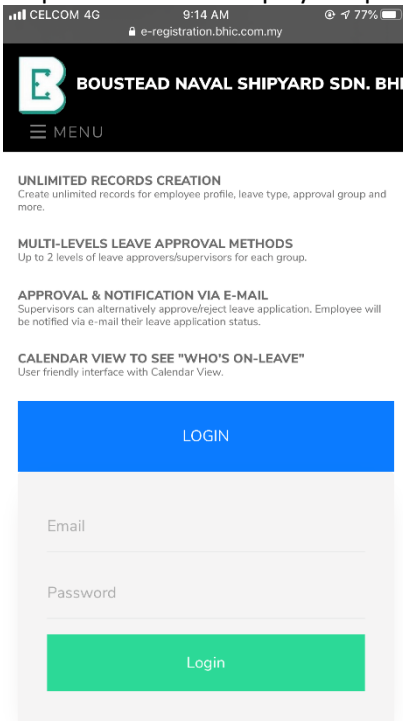 CELCOM 4G 9:14 AM 77%
e-registration.bhic.com.my
B
BOUSTEAD NAVAL SHIPYARD SDN. BH
MENU
UNLIMITED RECORDS CREATION
Create unlimited records for employee profile, leave type, approval group and
more.
MULTI-LEVELS LEAVE APPROVAL METHODS
Up to 2 levels of leave approvers/supervisors for each group.
APPROVAL & NOTIFICATION VIA E-MAIL
Supervisors can alternatively approve/reject leave application. Employee will
be notified via e-mail their leave application status.
CALENDAR VIEW TO SEE "WHO'S ON-LEAVE"
User friendly interface with Calendar View.
LOGIN
Email
Password
Login